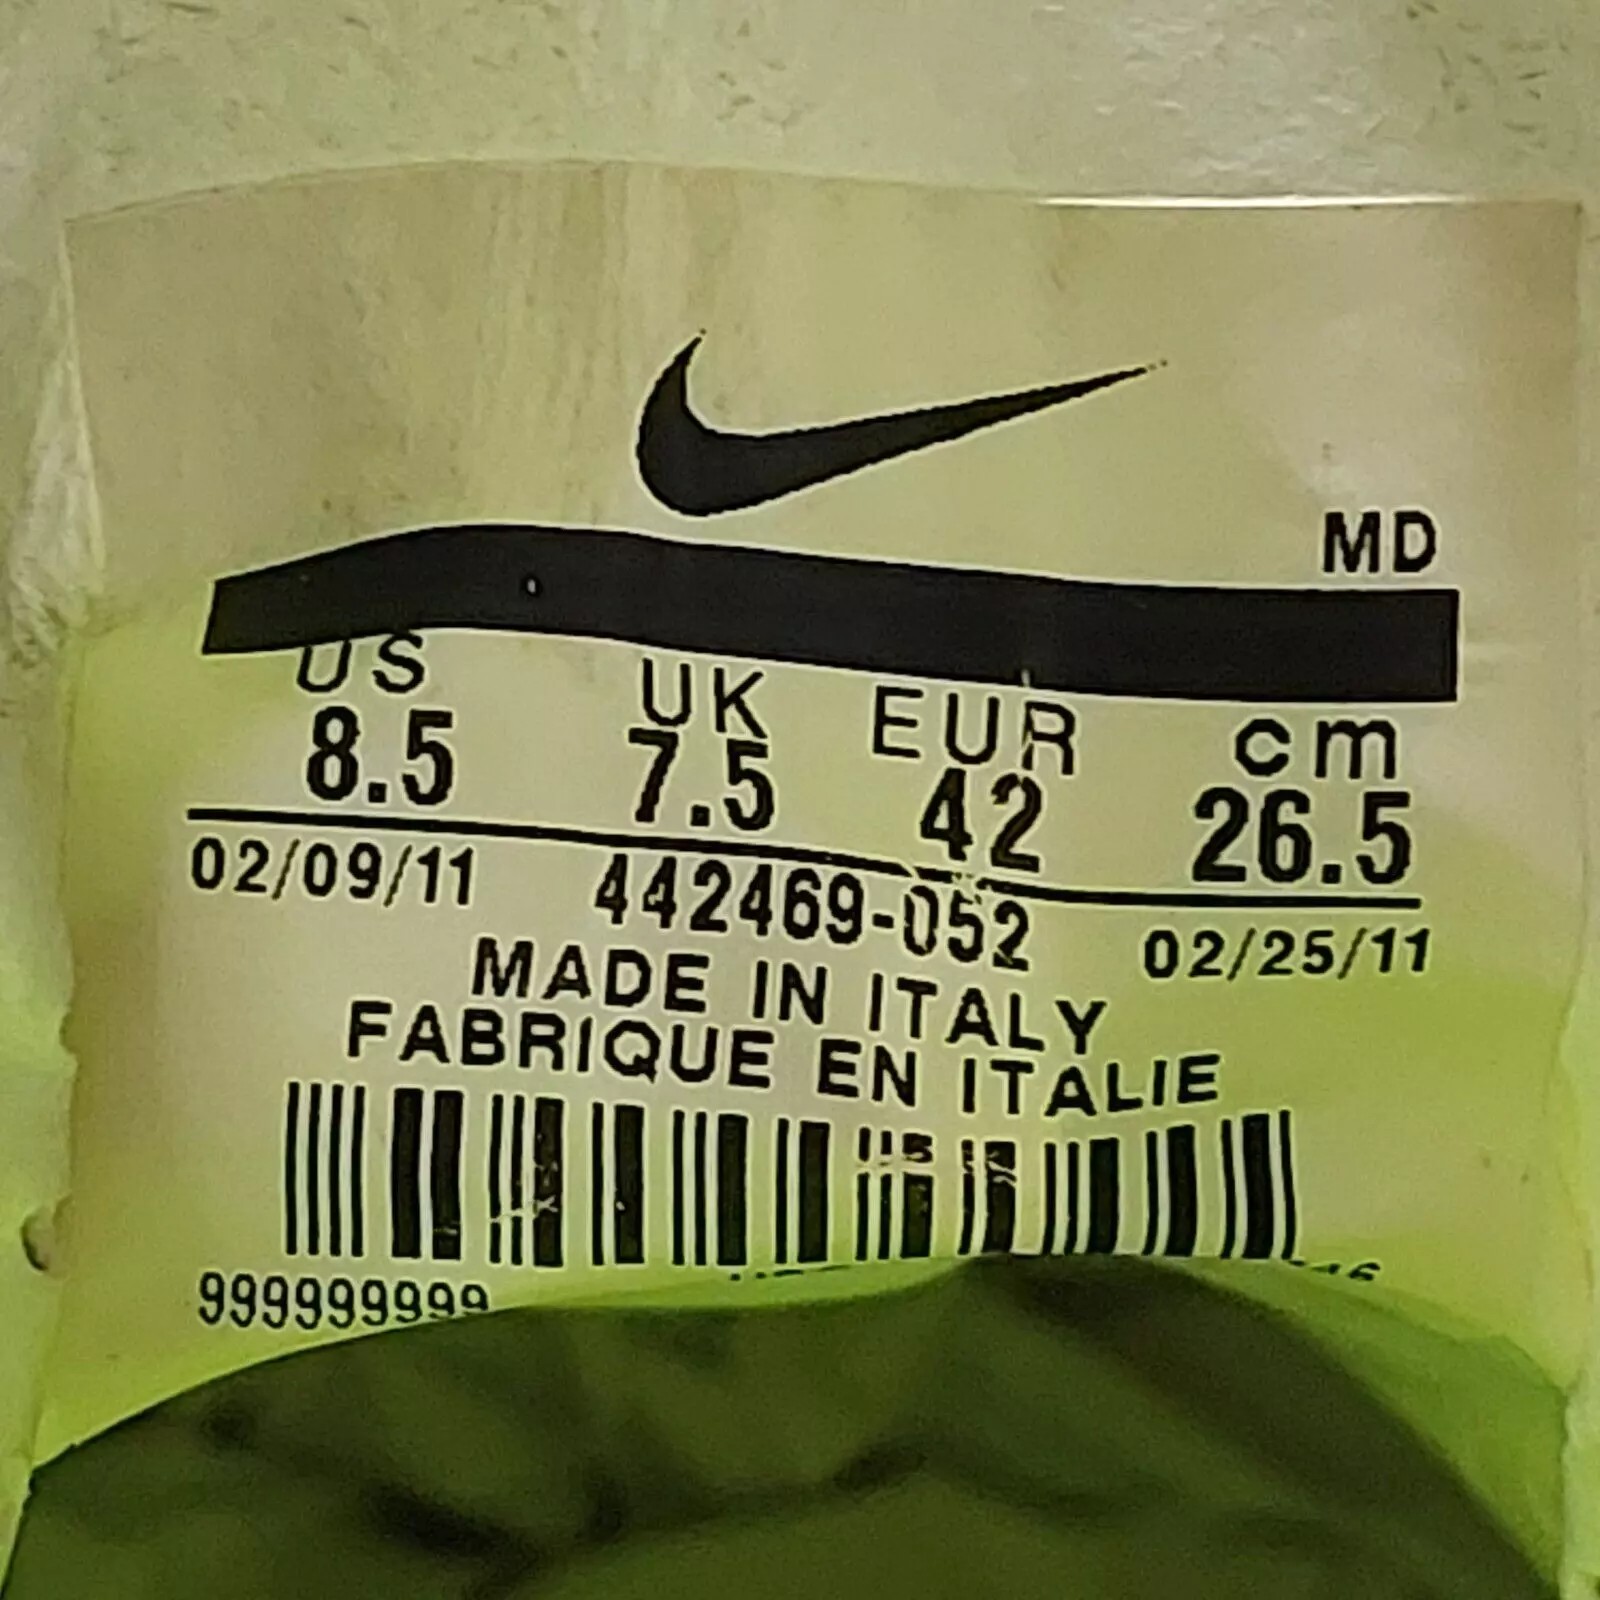 MD
US UK EUR cm
8.5 7.5 42 26.5
02/09/11 442469-052 02/25/11
MADE IN ITALY
FABRIQUE EN ITALIE
9999999999